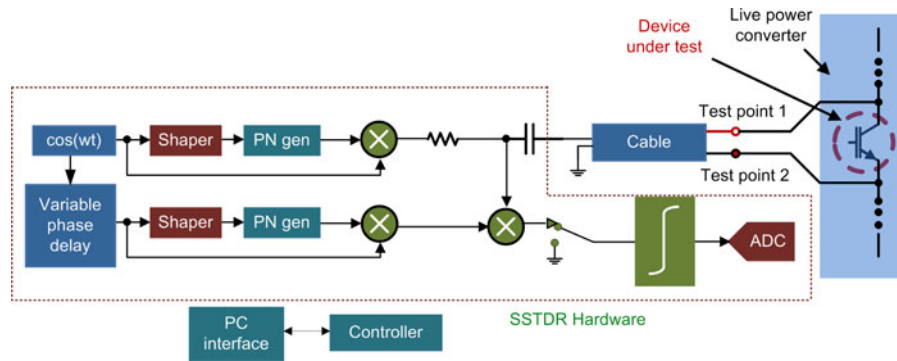 Device
under test
Live power
converter
Test point 1
cos(wt)
Shaper
PN gen
Cable
Test point 2
Variable
phase
delay
Shaper
PN gen
ADC
SSTDR Hardware
PC
interface
Controller